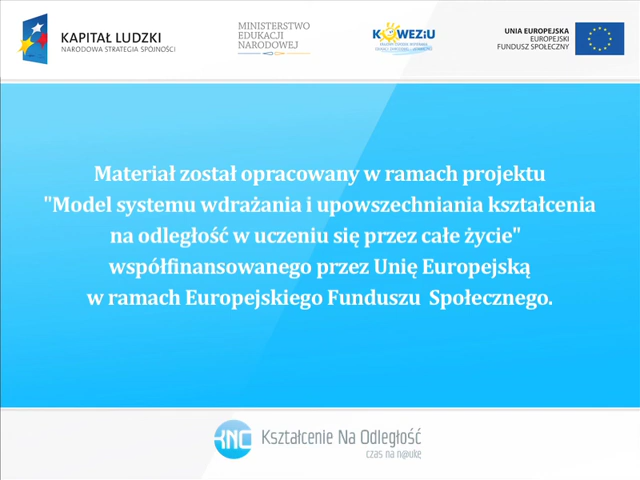 KAPITAŁ LUDZKI
NARODOWA STRATEGIA SPÓJNOŚCI
MINISTERSTWO
EDUKACJI
NARODOWEJ
KOWEZiU
UNIA EUROPEJSKA
EUROPEJSKI
FUNDUSZ SPOŁECZNY
Materiał został opracowany w ramach projektu
"Model systemu wdrażania i upowszechniania kształcenia
na odległość w uczeniu się przez całe życie"
współfinansowanego przez Unię Europejską
w ramach Europejskiego Funduszu Społecznego.
KNO Kształcenie Na Odległość
czas na n@ukę